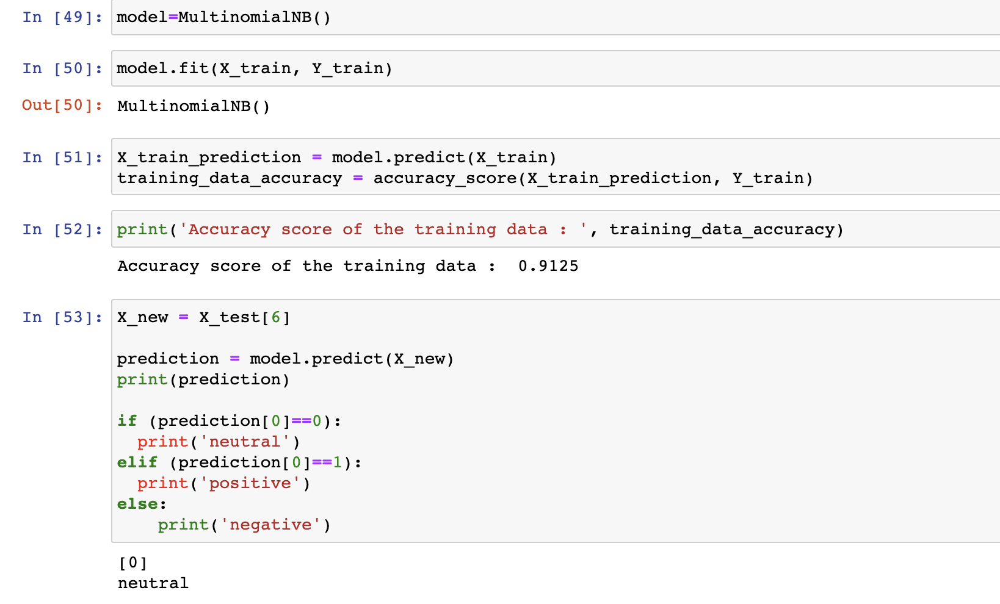 In [49]: model=MultinomialNB()
In [50]: model.fit(X_train, Y_train)
Out[50]: MultinomialNB()
In [51]: X_train_prediction = model.predict(X_train)
training_data_accuracy = accuracy_score(X_train_prediction, Y_train)
In [52]: print('Accuracy score of the training data : ', training_data_accuracy)
Accuracy score of the training data :  0.9125
In [53]: X_new = X_test[6]
prediction = model.predict(X_new)
print(prediction)
if (prediction[0]==0):
  print('neutral')
elif (prediction[0]==1):
  print('positive')
else:
    print('negative')
[0]
neutral